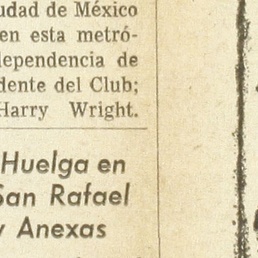 udad de México
en esta metró-
dependencia de
dente del Club;
Harry Wright.
Huelga en
San Rafael
y Anexas